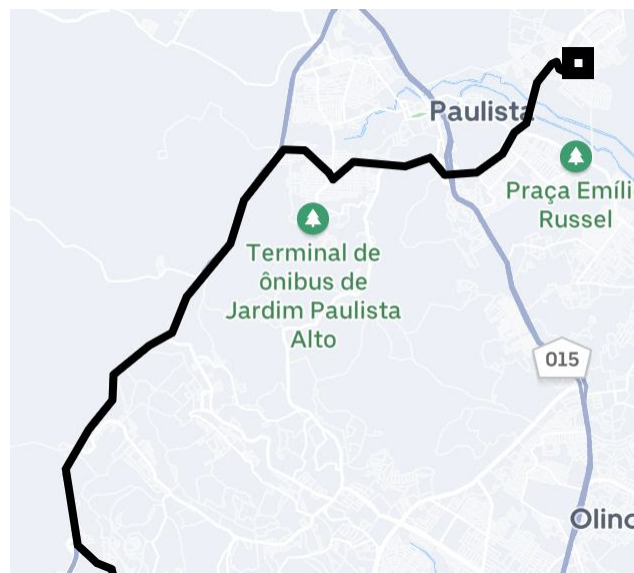 Paulista
Praça Emíli
Russel
Terminal de
ônibus de
Jardim Paulista
Alto
015
Olinc